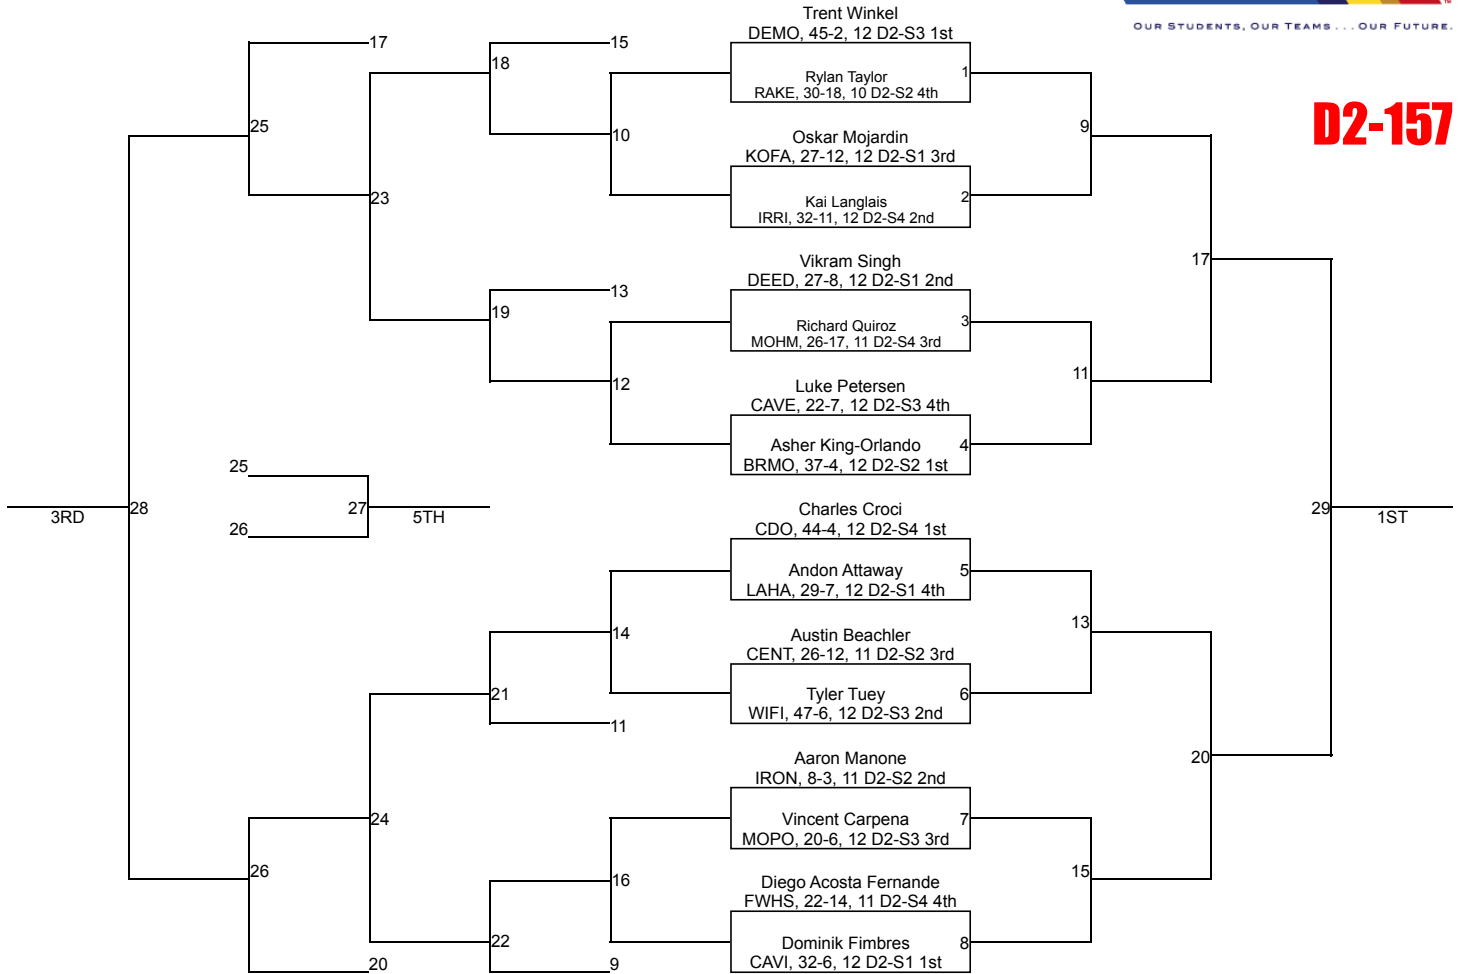 OUR STUDENTS, OUR TEAMS . . . OUR FUTURE.
D2-157
Trent Winkel
DEMO, 45-2, 12 D2-S3 1st
Rylan Taylor
RAKE, 30-18, 10 D2-S2 4th
1
Oskar Mojardin
KOFA, 27-12, 12 D2-S1 3rd
Kai Langlais
IRRI, 32-11, 12 D2-S4 2nd
2
Vikram Singh
DEED, 27-8, 12 D2-S1 2nd
Richard Quiroz
MOHM, 26-17, 11 D2-S4 3rd
3
Luke Petersen
CAVE, 22-7, 12 D2-S3 4th
Asher King-Orlando
BRMO, 37-4, 12 D2-S2 1st
4
Charles Croci
CDO, 44-4, 12 D2-S4 1st
Andon Attaway
LAHA, 29-7, 12 D2-S1 4th
5
Austin Beachler
CENT, 26-12, 11 D2-S2 3rd
Tyler Tuey
WIFI, 47-6, 12 D2-S3 2nd
6
Aaron Manone
IRON, 8-3, 11 D2-S2 2nd
Vincent Carpena
MOPO, 20-6, 12 D2-S3 3rd
7
Diego Acosta Fernande
FWHS, 22-14, 11 D2-S4 4th
Dominik Fimbres
CAVI, 32-6, 12 D2-S1 1st
8
9
11
13
15
17
20
29
1ST
15
10
13
12
14
11
16
9
18
19
21
22
17
23
24
20
25
26
25
26
27
5TH
28
3RD